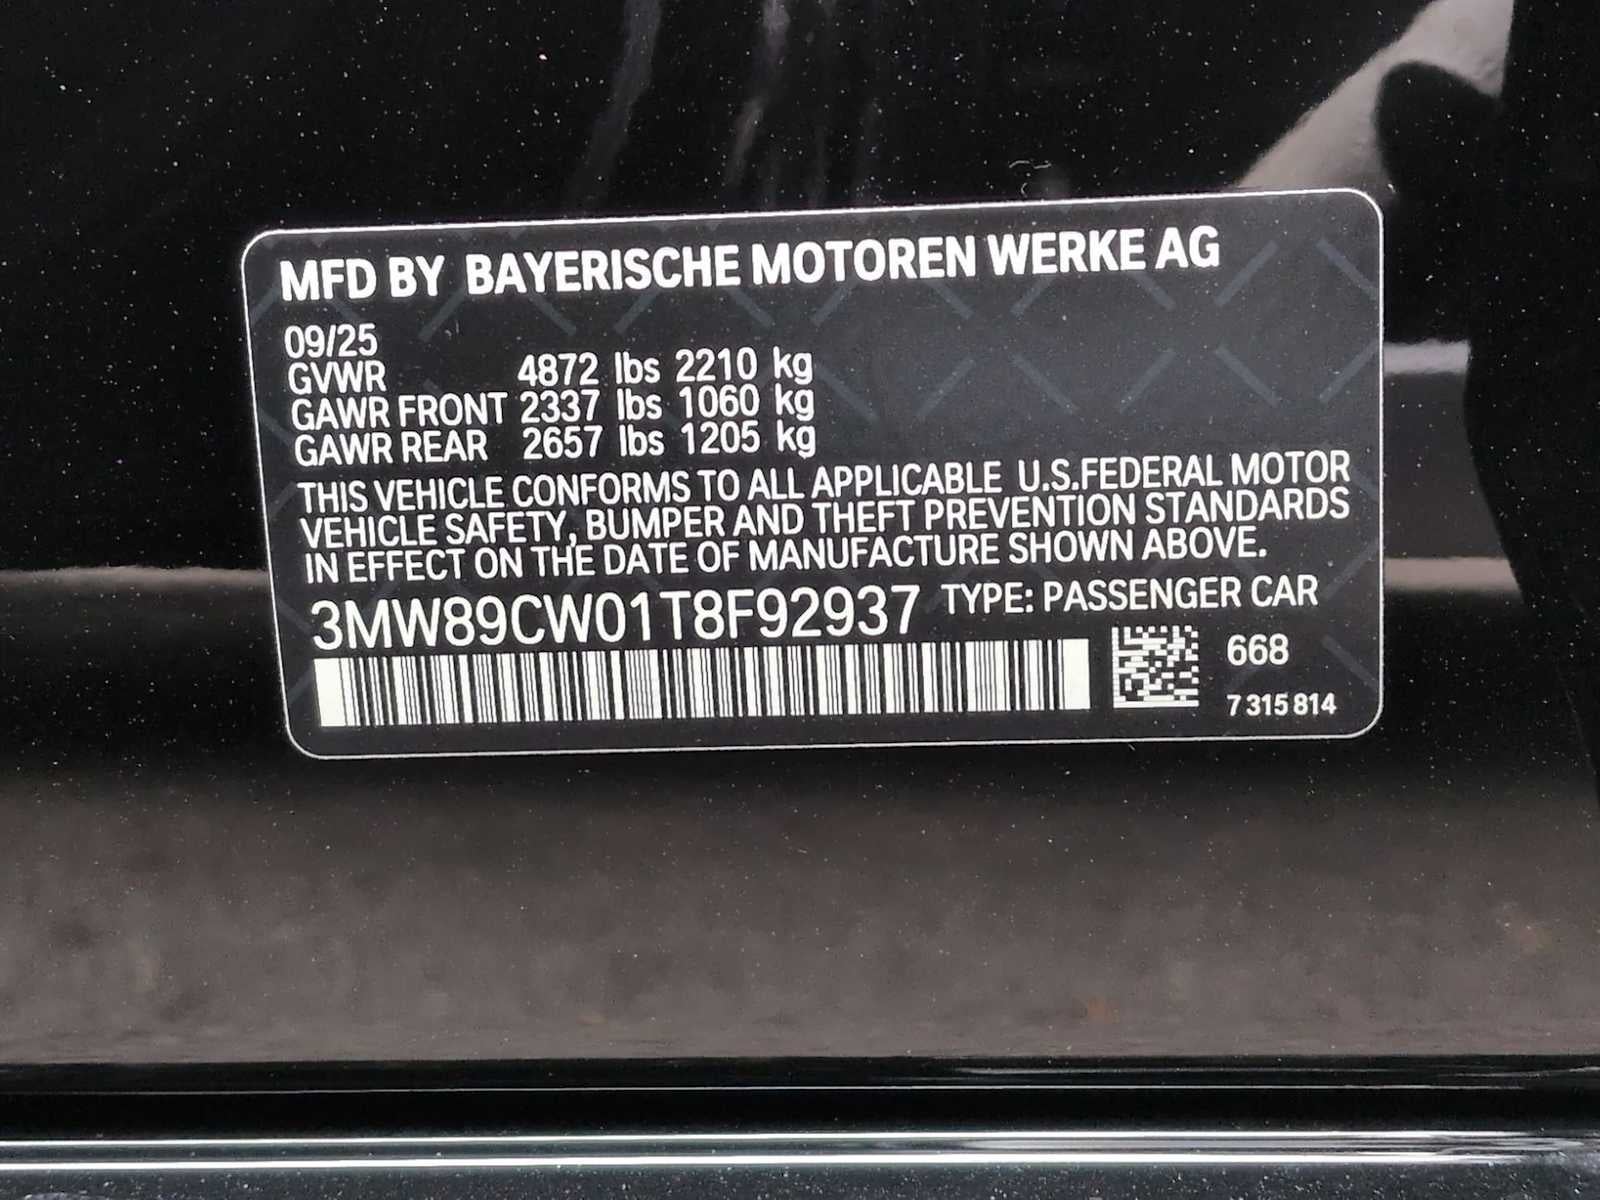 MFD BY BAYERISCHE MOTOREN WERKE AG
09/25
GVWR 4872 lbs 2210 kg
GAWR FRONT 2337 lbs 1060 kg
GAWR REAR 2657 lbs 1205 kg
THIS VEHICLE CONFORMS TO ALL APPLICABLE U.S.FEDERAL MOTOR
VEHICLE SAFETY, BUMPER AND THEFT PREVENTION STANDARDS
IN EFFECT ON THE DATE OF MANUFACTURE SHOWN ABOVE.
3MW89CW01T8F92937 TYPE: PASSENGER CAR
668
7 315 814